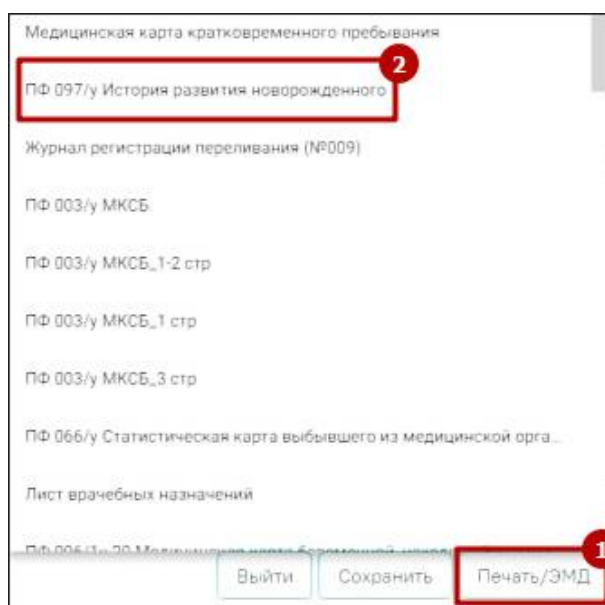 Медицинская карта кратковременного пребывания
2
ПФ 097/у История развития новорожденного
Журнал регистрации переливания (№009)
ПФ 003/у МКСБ
ПФ 003/у МКСБ_1-2 стр
ПФ 003/у МКСБ_1 стр
ПФ 003/у МКСБ_3 стр
ПФ 066/у Статистическая карта выбывшего из медицинской орга...
Лист врачебных назначений
1
Выйти Сохранить Печать/ЭМД